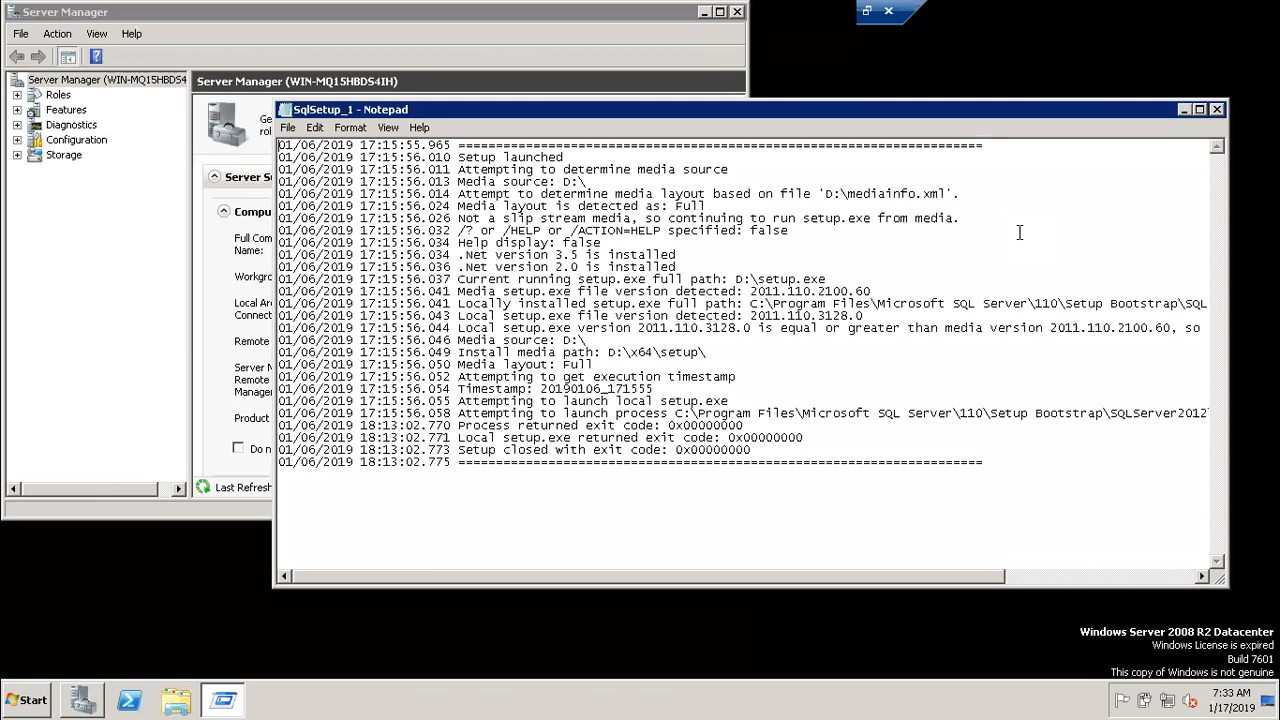 Server Manager
File Action View Help
Server Manager (WIN-MQ15HBDS4
Roles
Features
Diagnostics
Configuration
Storage
Server Manager (WIN-MQ15HBDS4IH)
Ge
rol
Server S
Compu
Full Com
Name:
Workgro
Local Are
Connect
Remote
Server M
Remote
Manager
Product
Do n
Last Refresh
SqlSetup_1 - Notepad
File Edit Format View Help
01/06/2019 17:15:55.965 ======================================================================
01/06/2019 17:15:56.010 Setup launched
01/06/2019 17:15:56.011 Attempting to determine media source
01/06/2019 17:15:56.013 Media source: D:\
01/06/2019 17:15:56.014 Attempt to determine media layout based on file 'D:\mediainfo.xml'.
01/06/2019 17:15:56.024 Media layout is detected as: Full
01/06/2019 17:15:56.026 Not a slip stream media, so continuing to run setup.exe from media.
01/06/2019 17:15:56.032 /? or /HELP or /ACTION=HELP specified: false
01/06/2019 17:15:56.034 Help display: false
01/06/2019 17:15:56.034 .Net version 3.5 is installed
01/06/2019 17:15:56.036 .Net version 2.0 is installed
01/06/2019 17:15:56.037 Current running setup.exe full path: D:\setup.exe
01/06/2019 17:15:56.041 Media setup.exe file version detected: 2011.110.2100.60
01/06/2019 17:15:56.041 Locally installed setup.exe full path: C:\Program Files\Microsoft SQL Server\110\Setup Bootstrap\SQL
01/06/2019 17:15:56.043 Local setup.exe file version detected: 2011.110.3128.0
01/06/2019 17:15:56.044 Local setup.exe version 2011.110.3128.0 is equal or greater than media version 2011.110.2100.60, so
01/06/2019 17:15:56.046 Media source: D:\
01/06/2019 17:15:56.049 Install media path: D:\x64\setup\
01/06/2019 17:15:56.050 Media layout: Full
01/06/2019 17:15:56.052 Attempting to get execution timestamp
01/06/2019 17:15:56.054 Timestamp: 20190106_171555
01/06/2019 17:15:56.055 Attempting to launch local setup.exe
01/06/2019 17:15:56.058 Attempting to launch process C:\Program Files\Microsoft SQL Server\110\Setup Bootstrap\SQLServer2012
01/06/2019 18:13:02.770 Process returned exit code: 0x00000000
01/06/2019 18:13:02.771 Local setup.exe returned exit code: 0x00000000
01/06/2019 18:13:02.773 Setup closed with exit code: 0x00000000
01/06/2019 18:13:02.775 ======================================================================
Windows Server 2008 R2 Datacenter
Windows License is expired
Build 7601
This copy of Windows is not genuine
Start
7:33 AM
1/17/2019